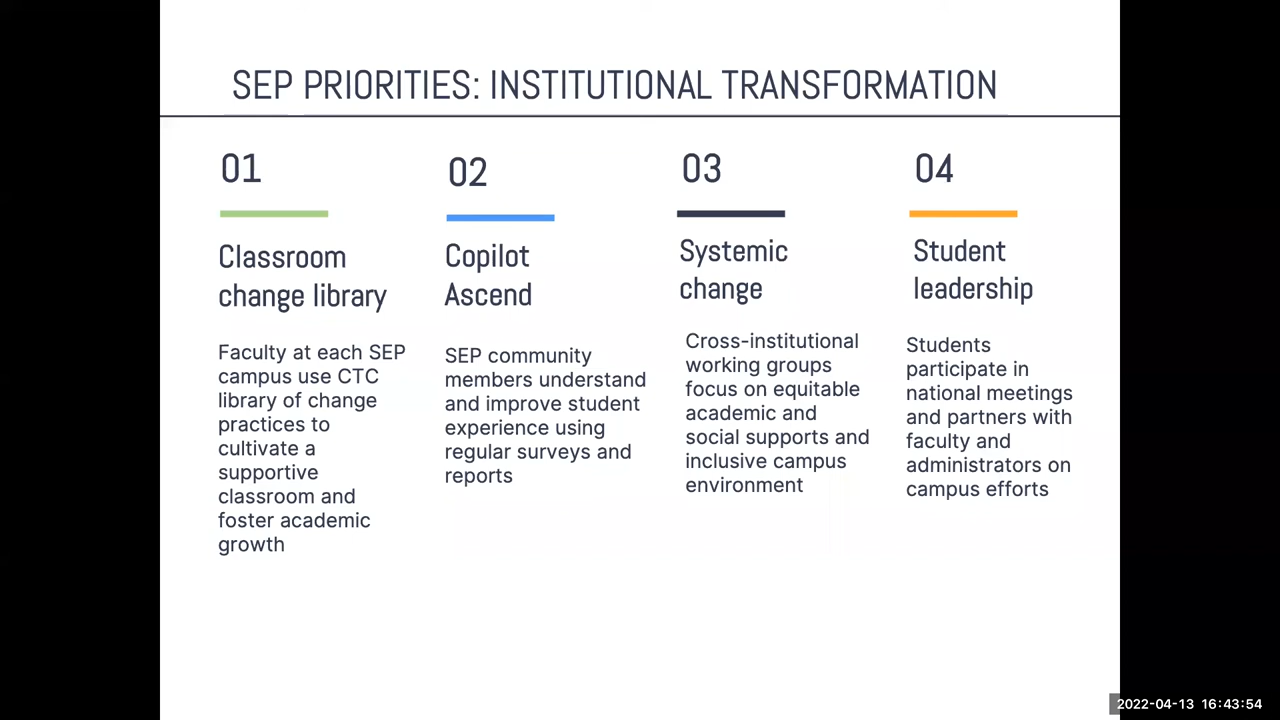 SEP PRIORITIES: INSTITUTIONAL TRANSFORMATION
01
Classroom
change library
Faculty at each SEP
campus use CTC
library of change
practices to
cultivate a
supportive
classroom and
foster academic
growth
02
Copilot
Ascend
SEP community
members understand
and improve student
experience using
regular surveys and
reports
03
Systemic
change
Cross-institutional
working groups
focus on equitable
academic and
social supports and
inclusive campus
environment
04
Student
leadership
Students
participate in
national meetings
and partners with
faculty and
administrators on
campus efforts
2022-04-13 16:43:54